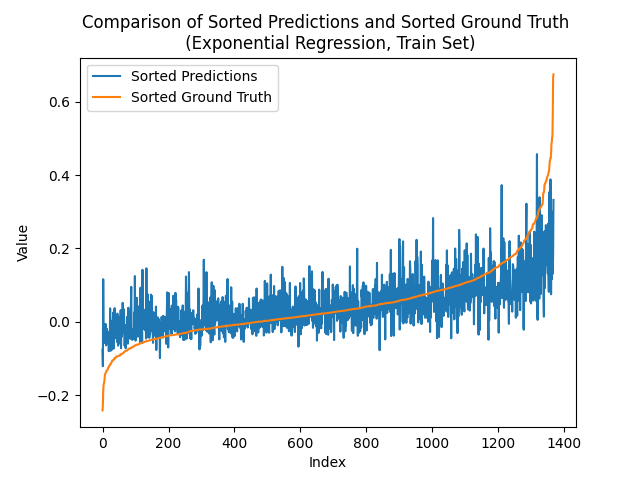 Comparison of Sorted Predictions and Sorted Ground Truth
(Exponential Regression, Train Set)
Sorted Predictions
Sorted Ground Truth
0.6
0.4
0.2
0.0
−0.2
Value
0
200
400
600
800
1000
1200
1400
Index